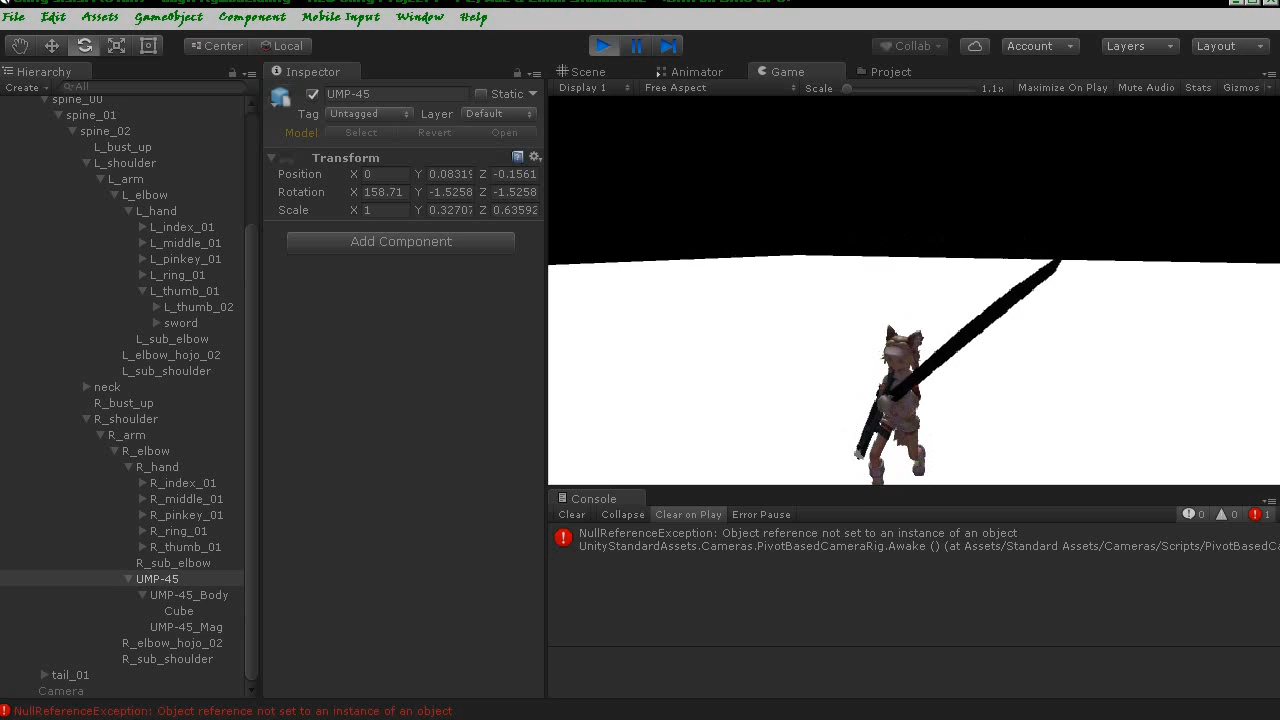 File Edit Assets GameObject Component Mobile Input Window Help
Center Local Collab Account Layers Layout
Hierarchy
Create All
spine_00
spine_01
spine_02
L_bust_up
L_shoulder
L_arm
L_elbow
L_hand
L_index_01
L_middle_01
L_pinkey_01
L_ring_01
L_thumb_01
L_thumb_02
sword
L_sub_elbow
L_elbow_hojo_02
L_sub_shoulder
neck
R_bust_up
R_shoulder
R_arm
R_elbow
R_hand
R_index_01
R_middle_01
R_pinkey_01
R_ring_01
R_thumb_01
R_sub_elbow
UMP-45
UMP-45_Body
Cube
UMP-45_Mag
R_elbow_hojo_02
R_sub_shoulder
tail_01
Camera
Inspector
UMP-45 Static
Tag Untagged Layer Default
Model Select Revert Open
Transform
Position X 0 Y 0.08319 Z -0.1561
Rotation X 158.71 Y -1.5258 Z -1.5258
Scale X 1 Y 0.32707 Z 0.63592
Add Component
Scene Animator Game Project
Display 1 Free Aspect Scale 1.1x Maximize On Play Mute Audio Stats Gizmos
Console
Clear Collapse Clear on Play Error Pause 0 0 1
NullReferenceException: Object reference not set to an instance of an object
UnityStandardAssets.Cameras.PivotBasedCameraRig.Awake () (at Assets/Standard Assets/Cameras/Scripts/PivotBasedCa
NullReferenceException: Object reference not set to an instance of an object